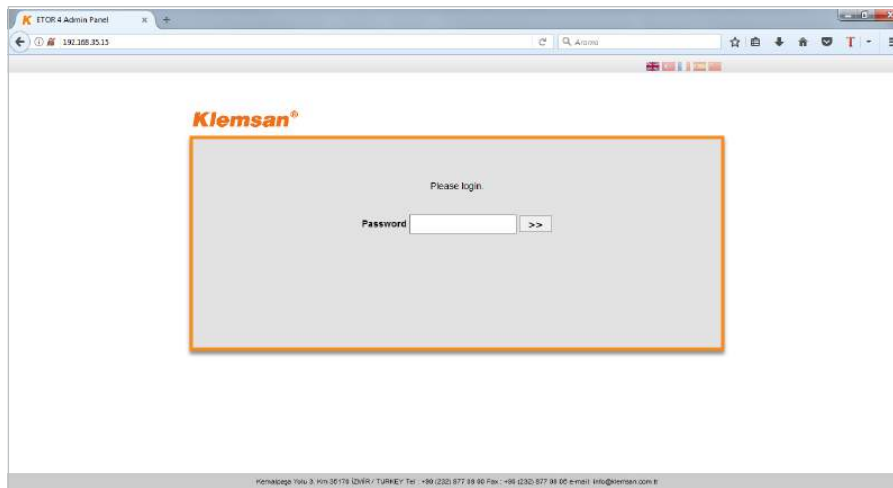 ETOR 4 Admin Panel
192.168.35.15
Arama
Klemsan®
Please login.
Password
>>
Kemalpaşa Yolu 3. Km 35170 İZMİR / TURKEY Tel : +90 (232) 877 08 00 Fax : +90 (232) 877 08 06 e-mail: info@klemsan.com.tr